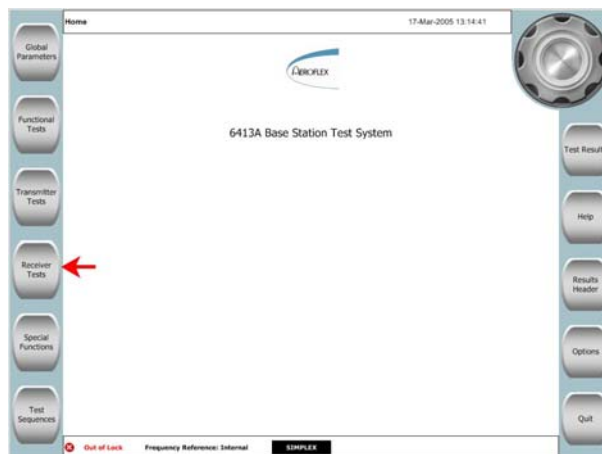 Home
17-Mar-2005 13:14:41
AEROFLEX
6413A Base Station Test System
Global
Parameters
Functional
Tests
Transmitter
Tests
Receiver
Tests
Special
Functions
Test
Sequences
Test Result
Help
Results
Header
Options
Quit
Out of Lock
Frequency Reference: Internal
SIMPLEX